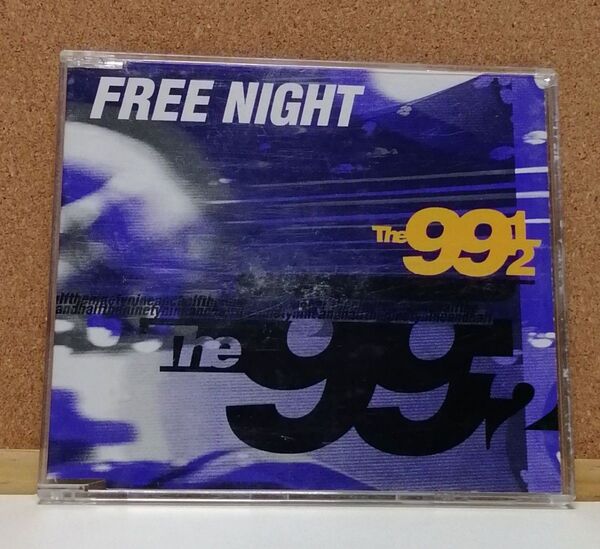 FREE NIGHT
The 99 1/2
The 99 1/2